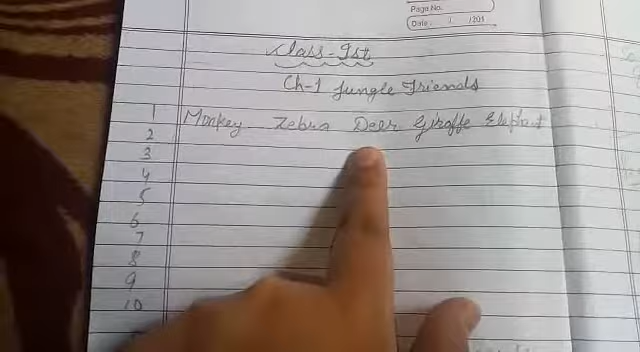 Page No.
Date / /201
Class-Ist
Ch-1 Jungle Friends
1 Monkey Zebra Deer Giraffe Elephant
2
3
4
5
6
7
8
9
10